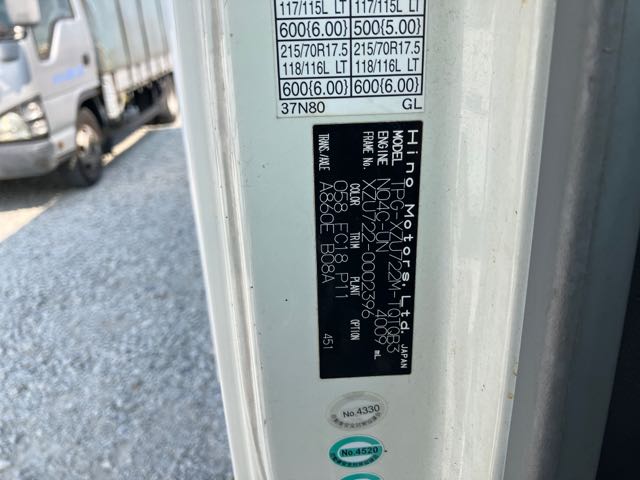 117/115L LT 117/115L LT
600{6.00} 500{5.00}
215/70R17.5 215/70R17.5
118/116L LT 118/116L LT
600{6.00} 600{6.00}
37N80 GL
Hino Motors, Ltd. JAPAN
MODEL TPG-XZU722M-TQTQB3
ENGINE N04C-UN 4009 mL
FRAME No. XZU722-0002396
COLOR TRIM PLANT OPTION
058 FC18 P11
TRANS/AXLE A860E B08A 451
No.4330
No.4520